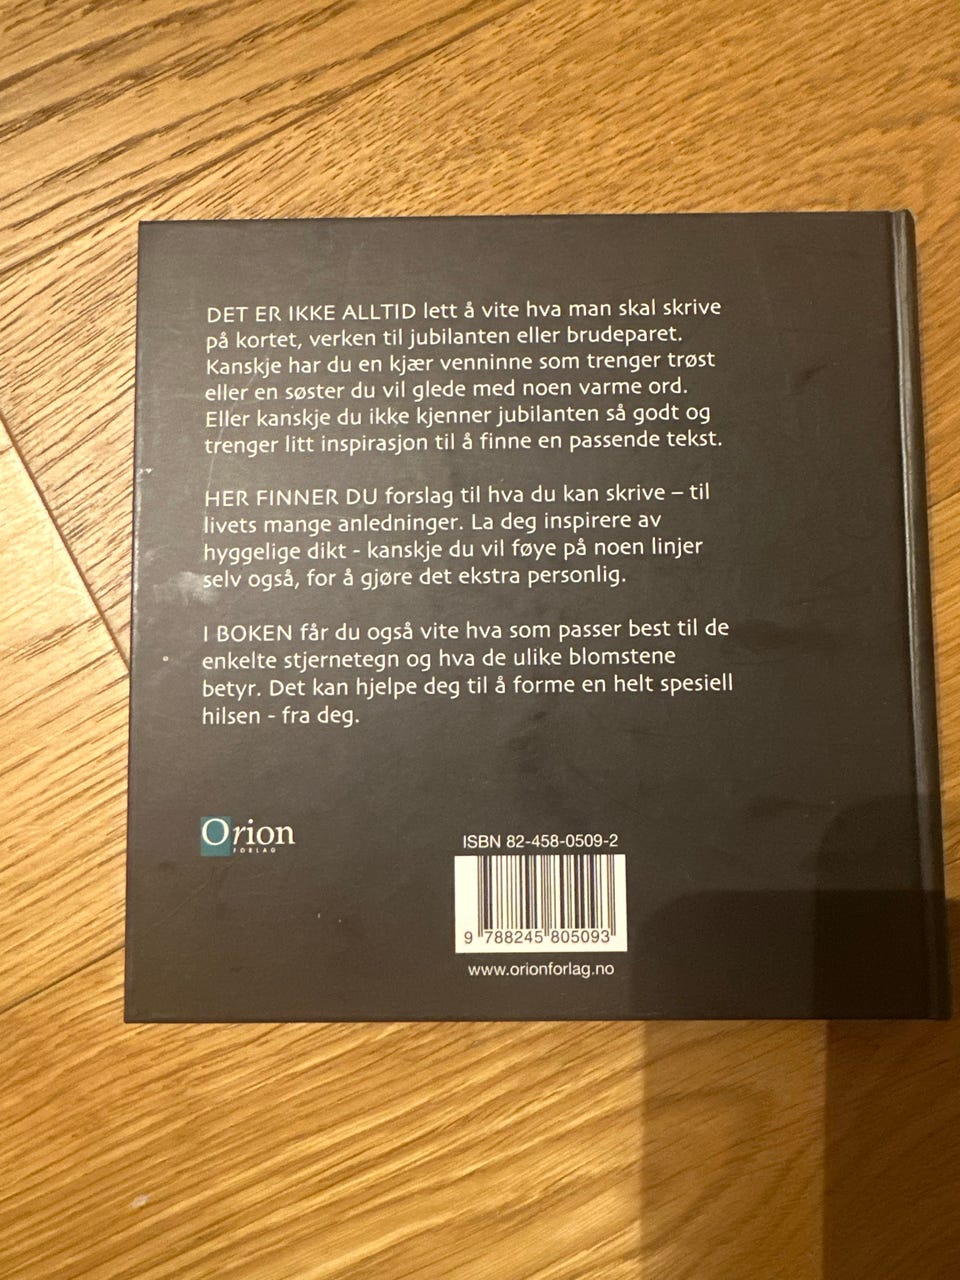 DET ER IKKE ALLTID lett å vite hva man skal skrive
på kortet, verken til jubilanten eller brudeparet.
Kanskje har du en kjær venninne som trenger trøst
eller en søster du vil glede med noen varme ord.
Eller kanskje du ikke kjenner jubilanten så godt og
trenger litt inspirasjon til å finne en passende tekst.
HER FINNER DU forslag til hva du kan skrive – til
livets mange anledninger. La deg inspirere av
hyggelige dikt - kanskje du vil føye på noen linjer
selv også, for å gjøre det ekstra personlig.
I BOKEN får du også vite hva som passer best til de
enkelte stjernetegn og hva de ulike blomstene
betyr. Det kan hjelpe deg til å forme en helt spesiell
hilsen - fra deg.
Orion
FORLAG
ISBN 82-458-0509-2
9 788245 805093
www.orionforlag.no